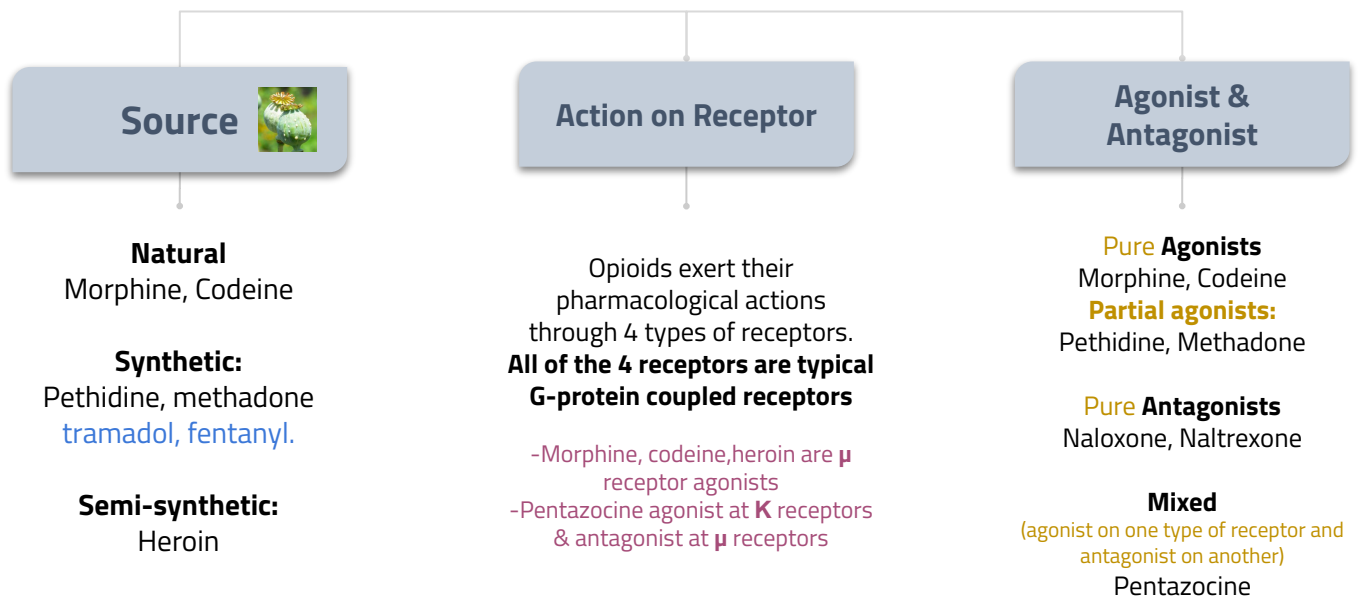 Source
Natural
Morphine, Codeine
Synthetic:
Pethidine, methadone
tramadol, fentanyl.
Semi-synthetic:
Heroin
Action on Receptor
Opioids exert their
pharmacological actions
through 4 types of receptors.
All of the 4 receptors are typical
G-protein coupled receptors
-Morphine, codeine,heroin are μ
receptor agonists
-Pentazocine agonist at K receptors
& antagonist at μ receptors
Agonist &
Antagonist
Pure Agonists
Morphine, Codeine
Partial agonists:
Pethidine, Methadone
Pure Antagonists
Naloxone, Naltrexone
Mixed
(agonist on one type of receptor and
antagonist on another)
Pentazocine